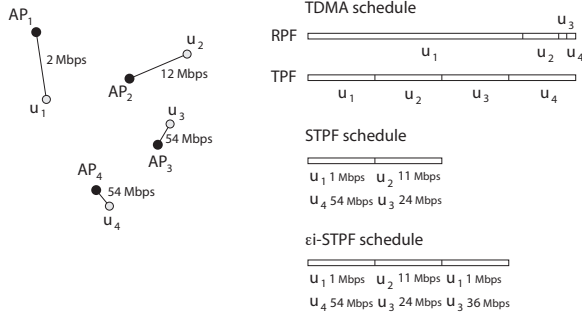 AP1
2 Mbps
u1
u2
12 Mbps
AP2
u3
54 Mbps
AP3
AP4
54 Mbps
u4
TDMA schedule
u3
RPF
u1 u2 u4
TPF
u1 u2 u3 u4
STPF schedule
u1 1 Mbps u2 11 Mbps
u4 54 Mbps u3 24 Mbps
εi-STPF schedule
u1 1 Mbps u2 11 Mbps u1 1 Mbps
u4 54 Mbps u3 24 Mbps u3 36 Mbps